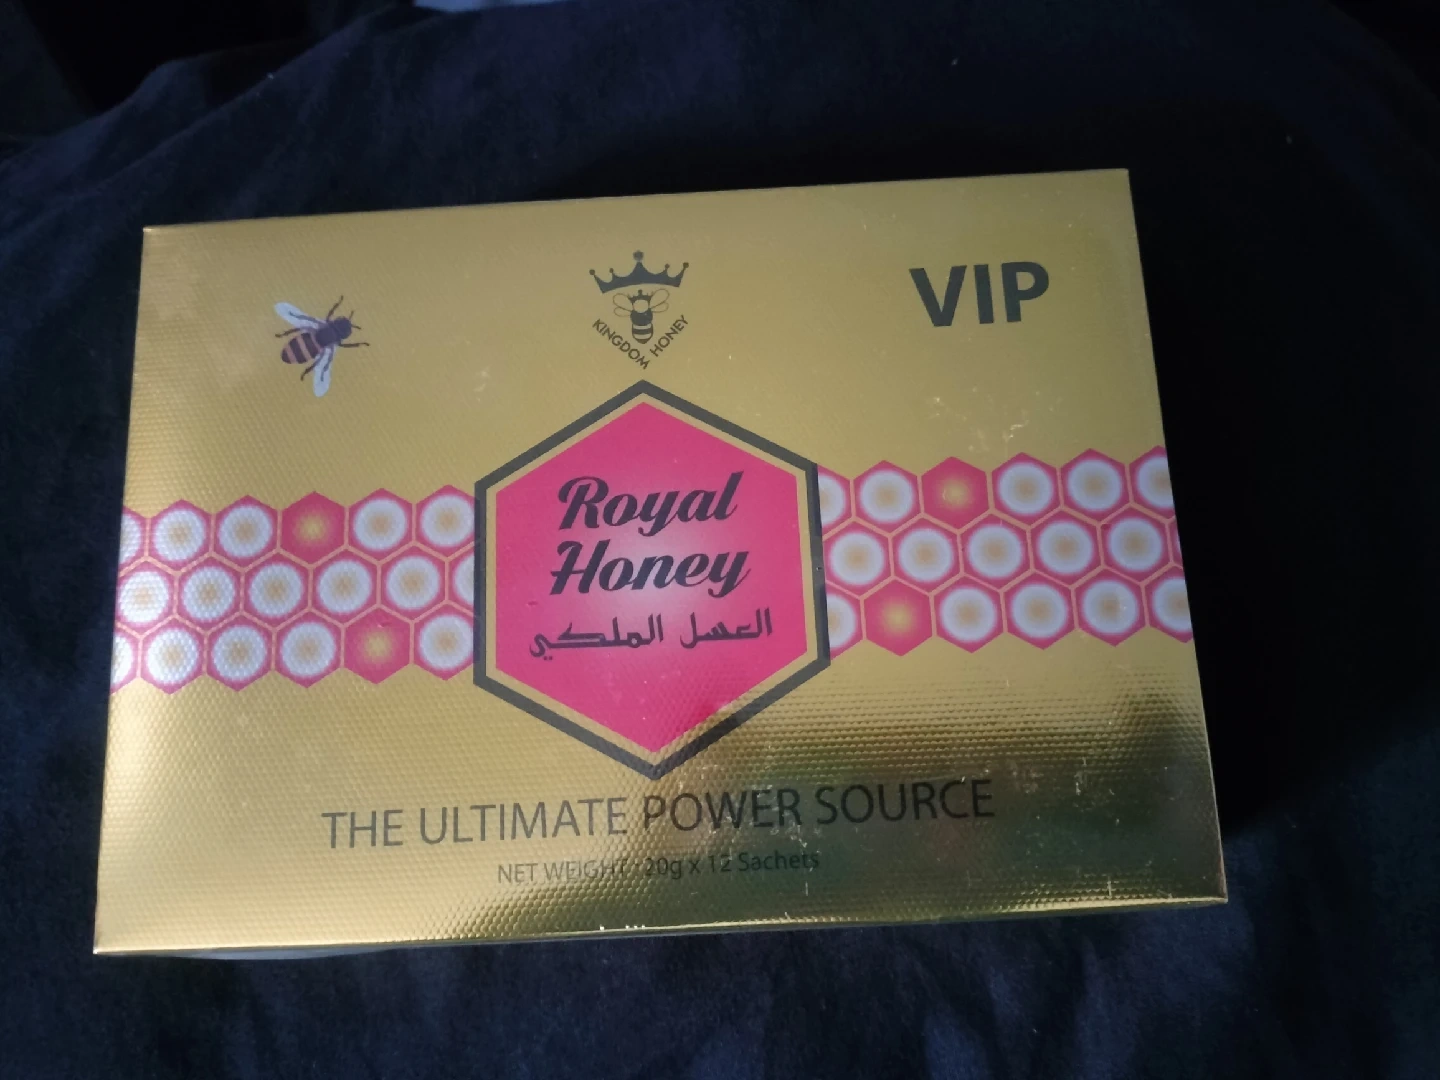 KINGDOM HONEY
VIP
Royal
Honey
العسل الملكي
THE ULTIMATE POWER SOURCE
NET WEIGHT : 20g x 12 Sachets